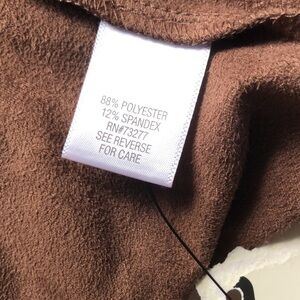 88% POLYESTER
12% SPANDEX
RN#73277
SEE REVERSE
FOR CARE